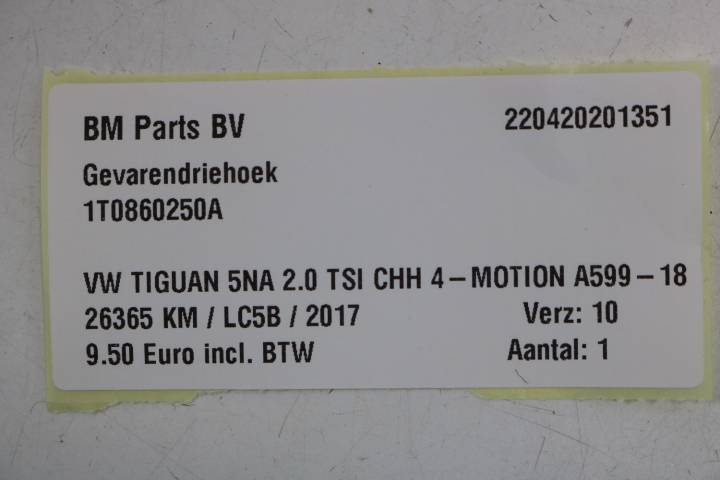 BM Parts BV 220420201351
Gevarendriehoek
1T0860250A
VW TIGUAN 5NA 2.0 TSI CHH 4-MOTION A599-18
26365 KM / LC5B / 2017 Verz: 10
9.50 Euro incl. BTW Aantal: 1